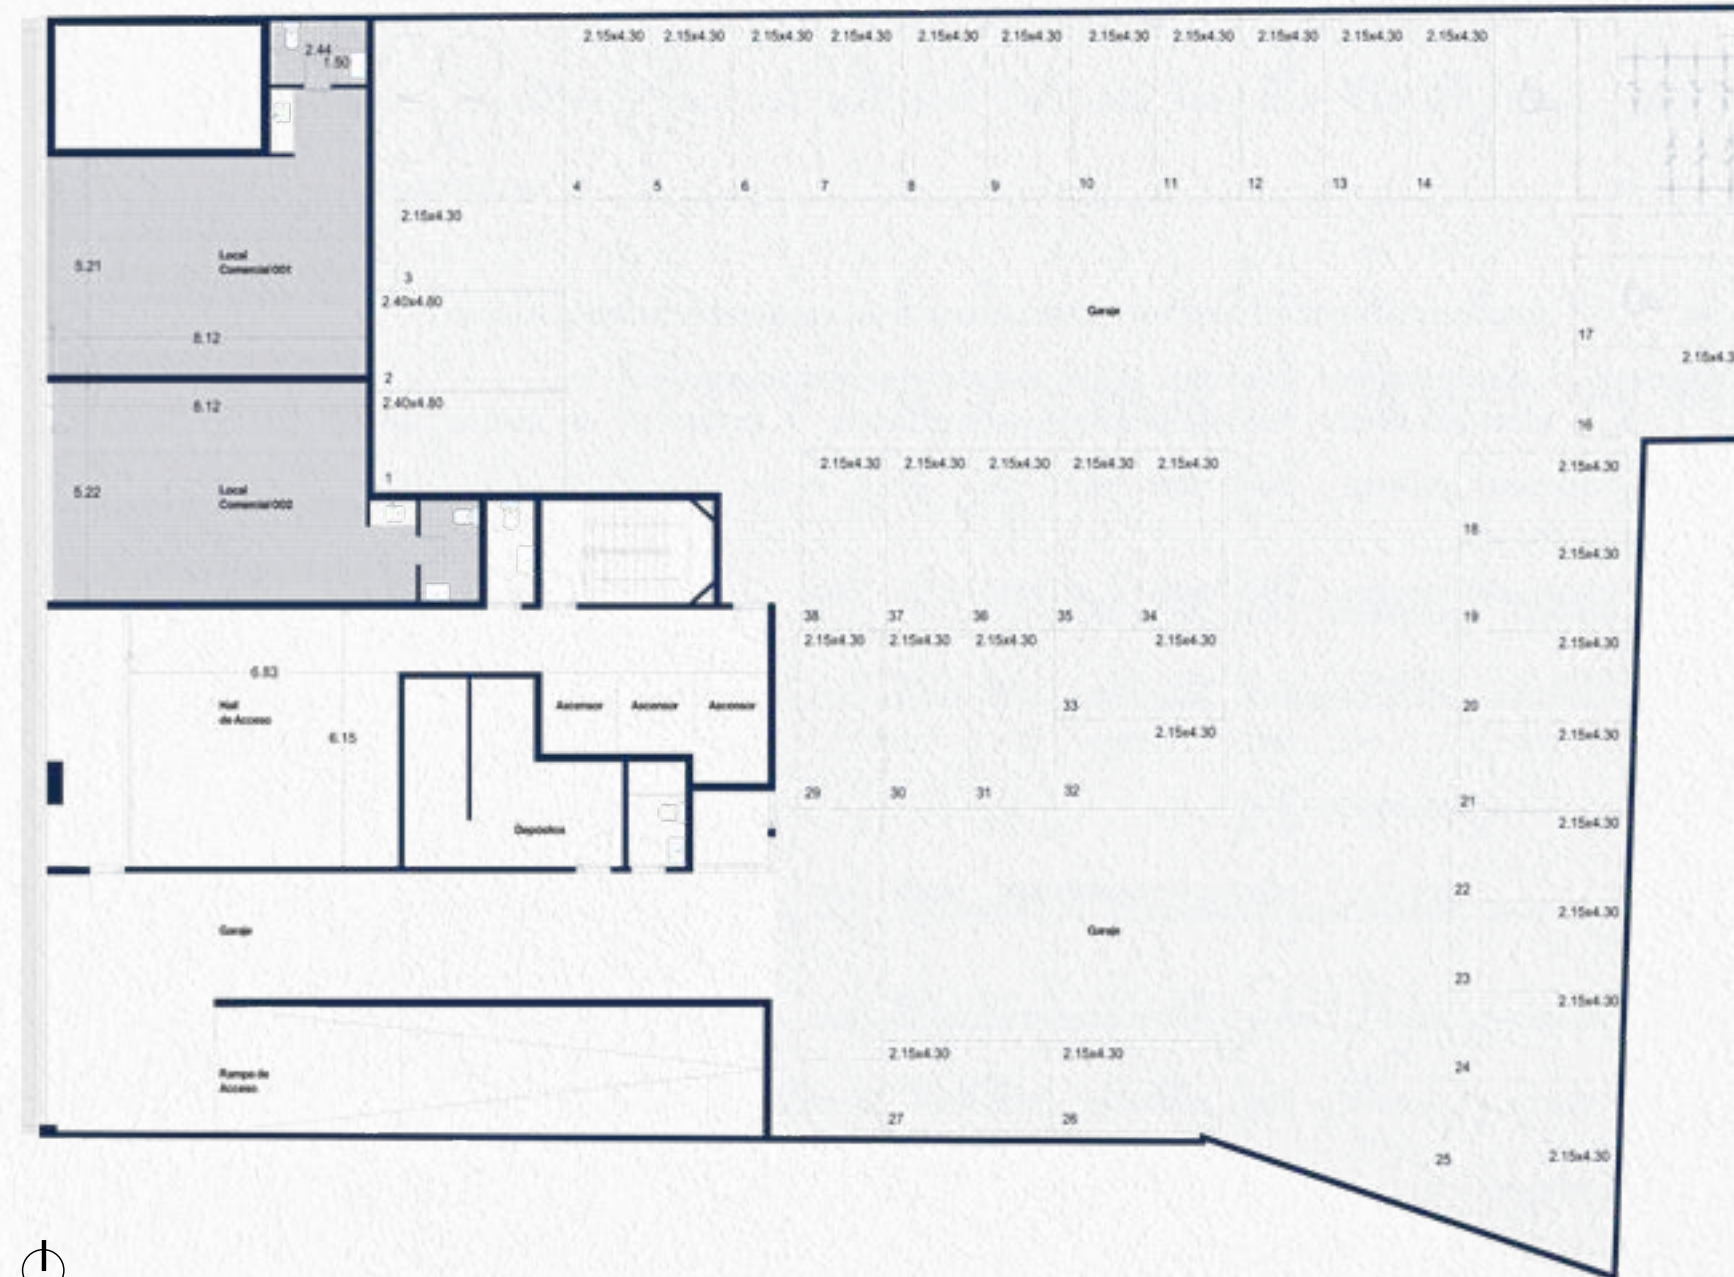 2.15x4.30 2.15x4.30 2.15x4.30 2.15x4.30 2.15x4.30 2.15x4.30 2.15x4.30 2.15x4.30 2.15x4.30 2.15x4.30 2.15x4.30
2.44
1.50
4 5 6 7 8 9 10 11 12 13 14
2.15x4.30
Local
Comercial 001
5.21
3
2.40x4.80
Garaje
8.12
17
2.15x4.3
2
2.40x4.80
8.12
16
2.15x4.30 2.15x4.30 2.15x4.30 2.15x4.30 2.15x4.30
2.15x4.30
1
Local
Comercial 002
5.22
18
2.15x4.30
38 37 36 35 34
19
2.15x4.30 2.15x4.30 2.15x4.30 2.15x4.30
2.15x4.30
6.83
Hall
de Acceso
Ascensor Ascensor Ascensor
33
20
2.15x4.30
2.15x4.30
6.15
29 30 31 32
21
2.15x4.30
Depósitos
22
2.15x4.30
Garaje
Garaje
23
2.15x4.30
2.15x4.30 2.15x4.30
24
Rampa de
Acceso
27 26
25
2.15x4.30